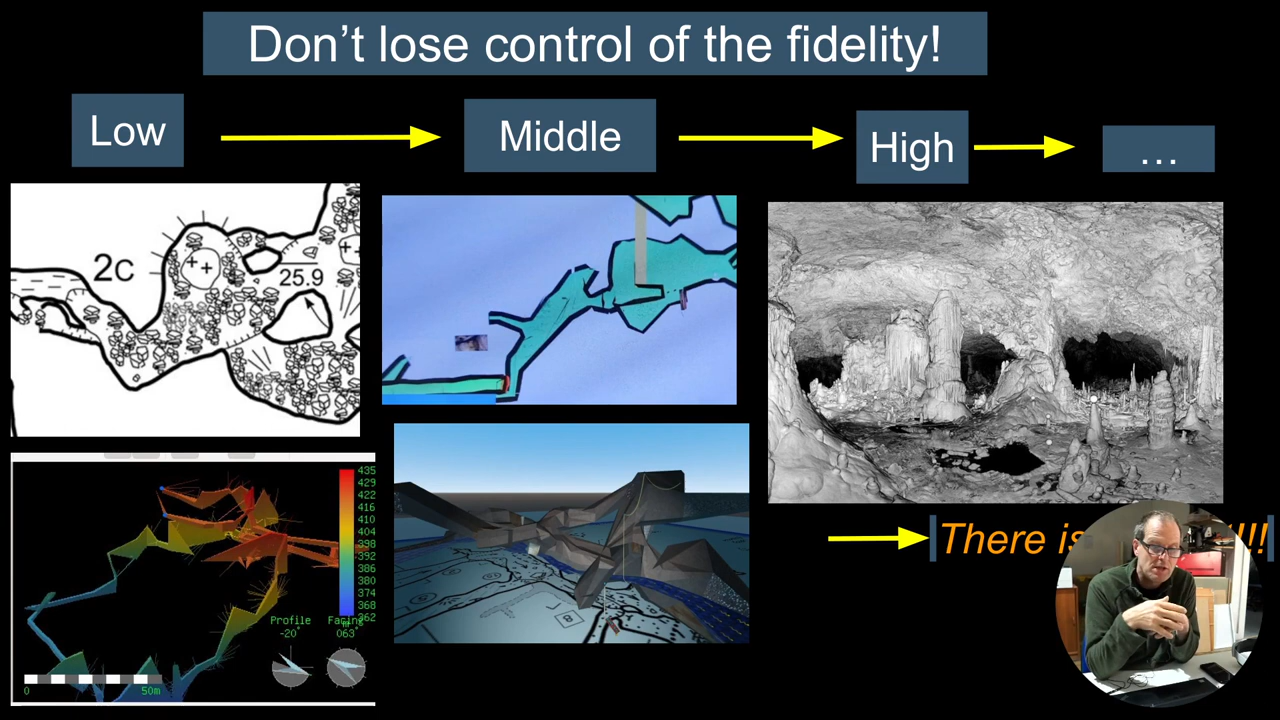 Don't lose control of the fidelity!
Low
Middle
High
...
2c
25.9
435
429
422
416
410
404
398
392
386
380
374
368
362
Profile
-20°
Facing
063°
0
50m
There is
!!!